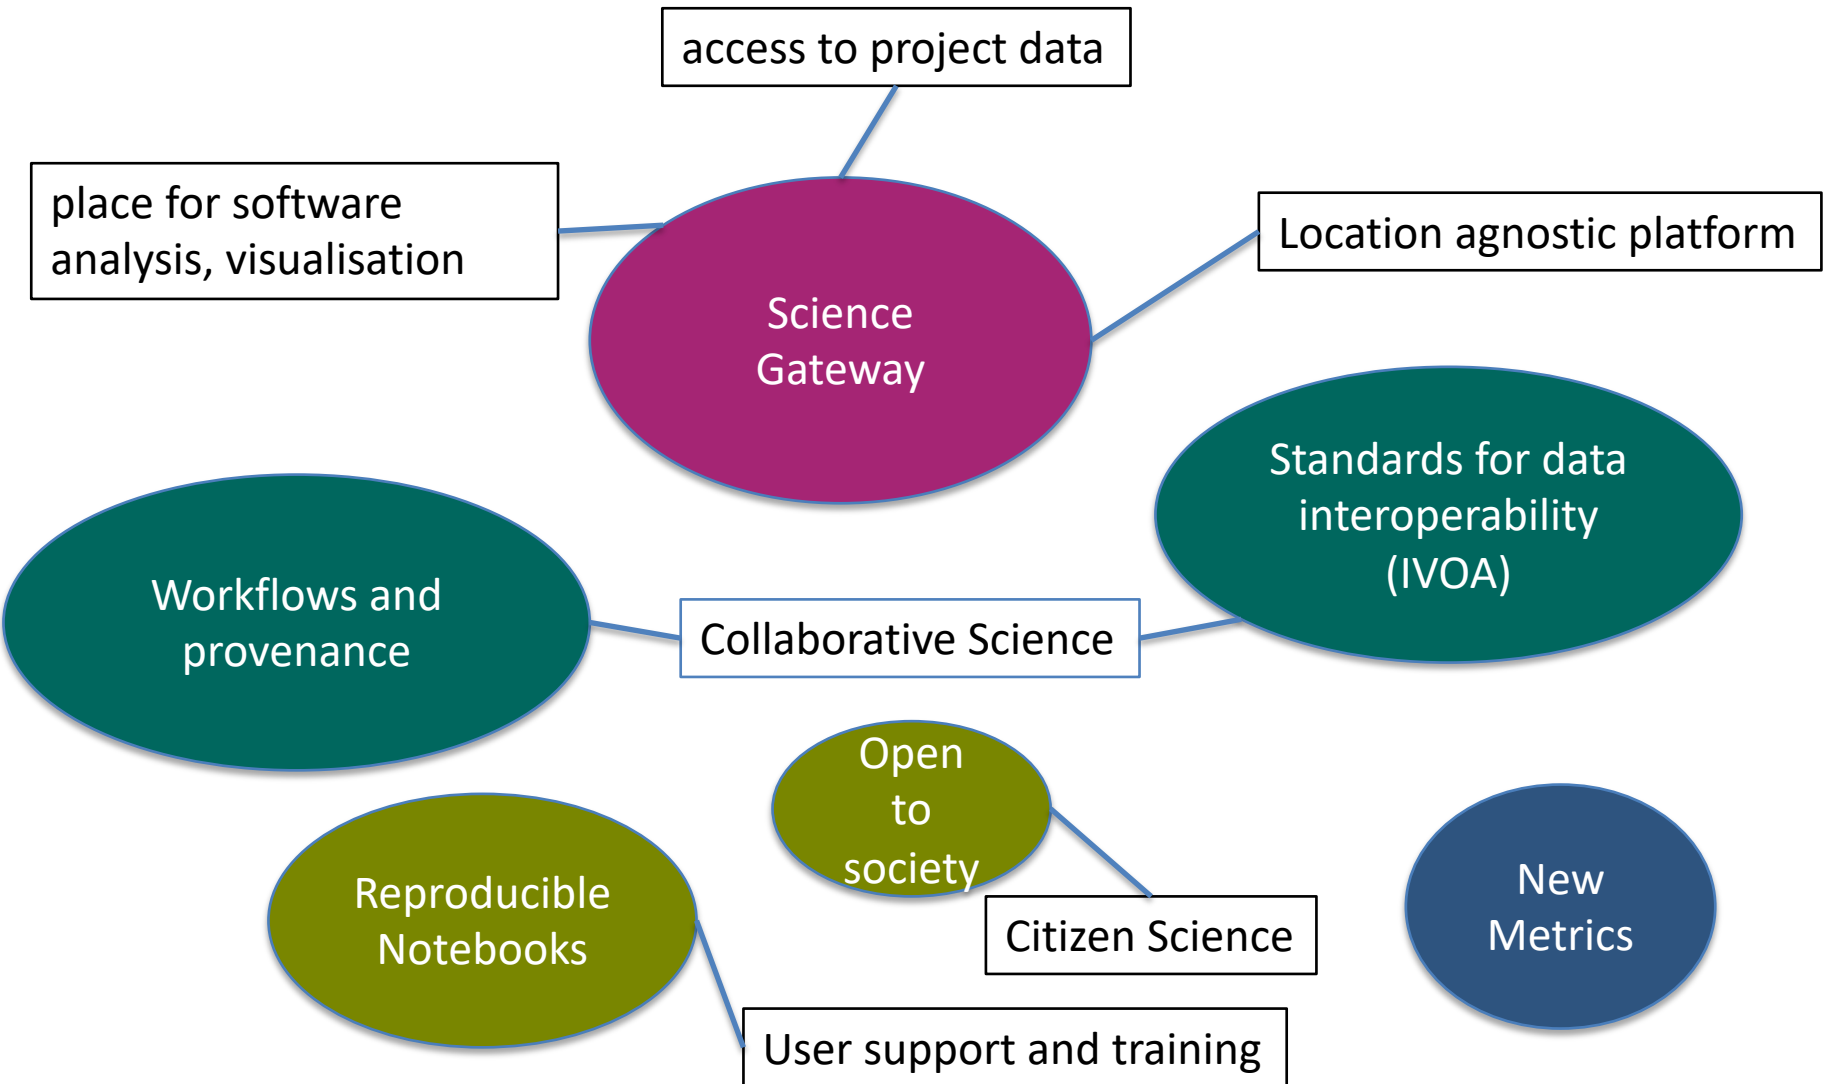 access to project data
place for software
analysis, visualisation
Location agnostic platform
Science
Gateway
Standards for data
interoperability
(IVOA)
Workflows and
provenance
Collaborative Science
Open
to
society
Reproducible
Notebooks
New
Metrics
Citizen Science
User support and training